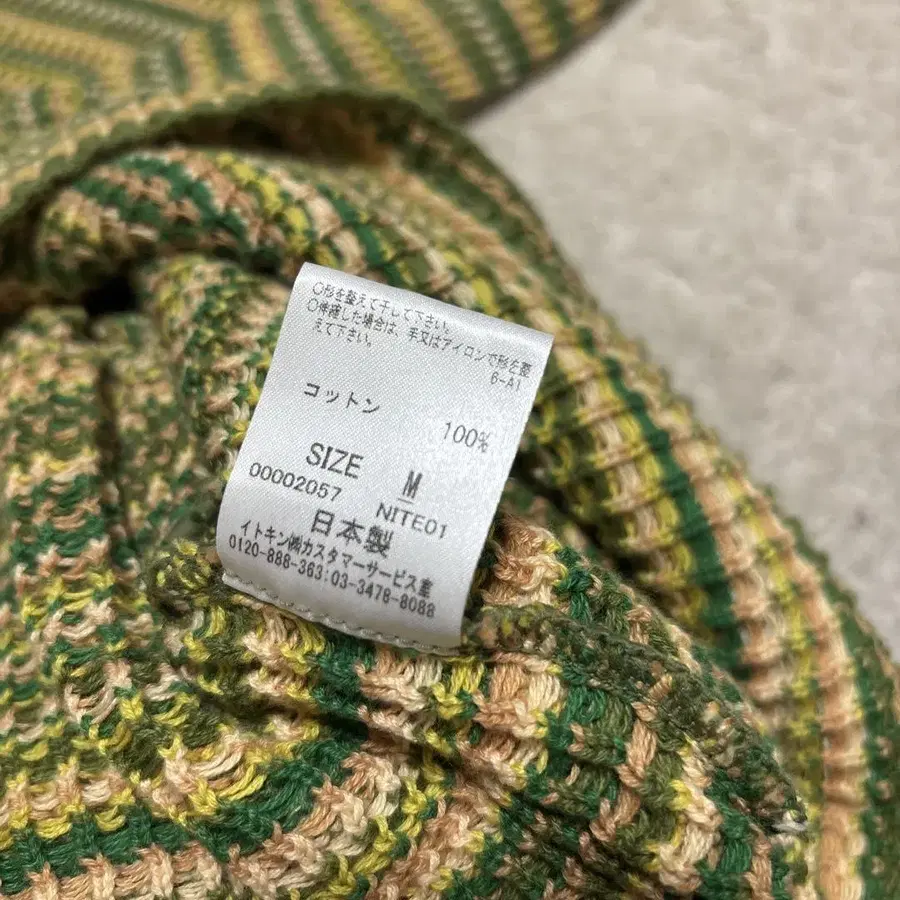 〇形を整えて干して下さい。
〇伸縮した場合は、手又はアイロンで形を整
えて下さい。
6-A1
コットン
100%
SIZE M
00002057 NITE01
日本製
イトキン㈱カスタマーサービス室
0120-888-363:03-3478-8088